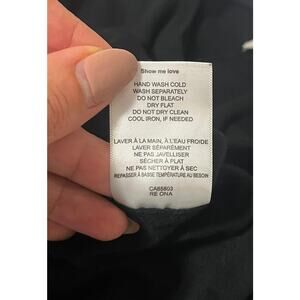 Show me love
HAND WASH COLD
WASH SEPARATELY
DO NOT BLEACH
DRY FLAT
DO NOT DRY CLEAN
COOL IRON, IF NEEDED
LAVER À LA MAIN, À L'EAU FROIDE
LAVER SÉPARÉMENT
NE PAS JAVELLISER
SÉCHER À PLAT
NE PAS NETTOYER À SEC
REPASSER À BASSE TEMPÉRATURE AU BESOIN
CA65803
RE ONA